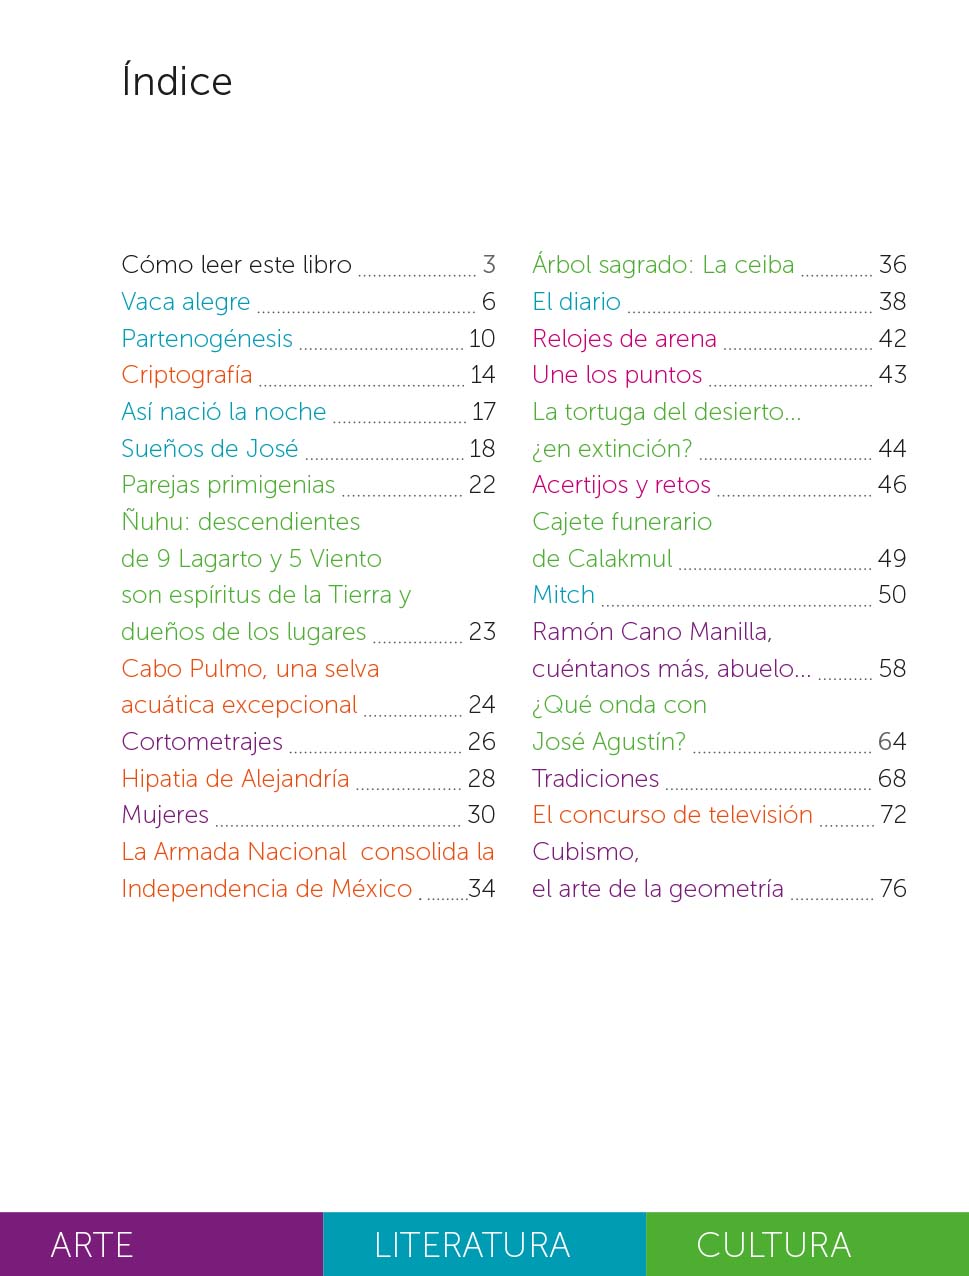 Índice
Cómo leer este libro 3
Vaca alegre 6
Partenogénesis 10
Criptografía 14
Así nació la noche 17
Sueños de José 18
Parejas primigenias 22
Ñuhu: descendientes
de 9 Lagarto y 5 Viento
son espíritus de la Tierra y
dueños de los lugares 23
Cabo Pulmo, una selva
acuática excepcional 24
Cortometrajes 26
Hipatia de Alejandría 28
Mujeres 30
La Armada Nacional consolida la
Independencia de México 34
Árbol sagrado: La ceiba 36
El diario 38
Relojes de arena 42
Une los puntos 43
La tortuga del desierto...
¿en extinción? 44
Acertijos y retos 46
Cajete funerario
de Calakmul 49
Mitch 50
Ramón Cano Manilla,
cuéntanos más, abuelo... 58
¿Qué onda con
José Agustín? 64
Tradiciones 68
El concurso de televisión 72
Cubismo,
el arte de la geometría 76
ARTE
LITERATURA
CULTURA